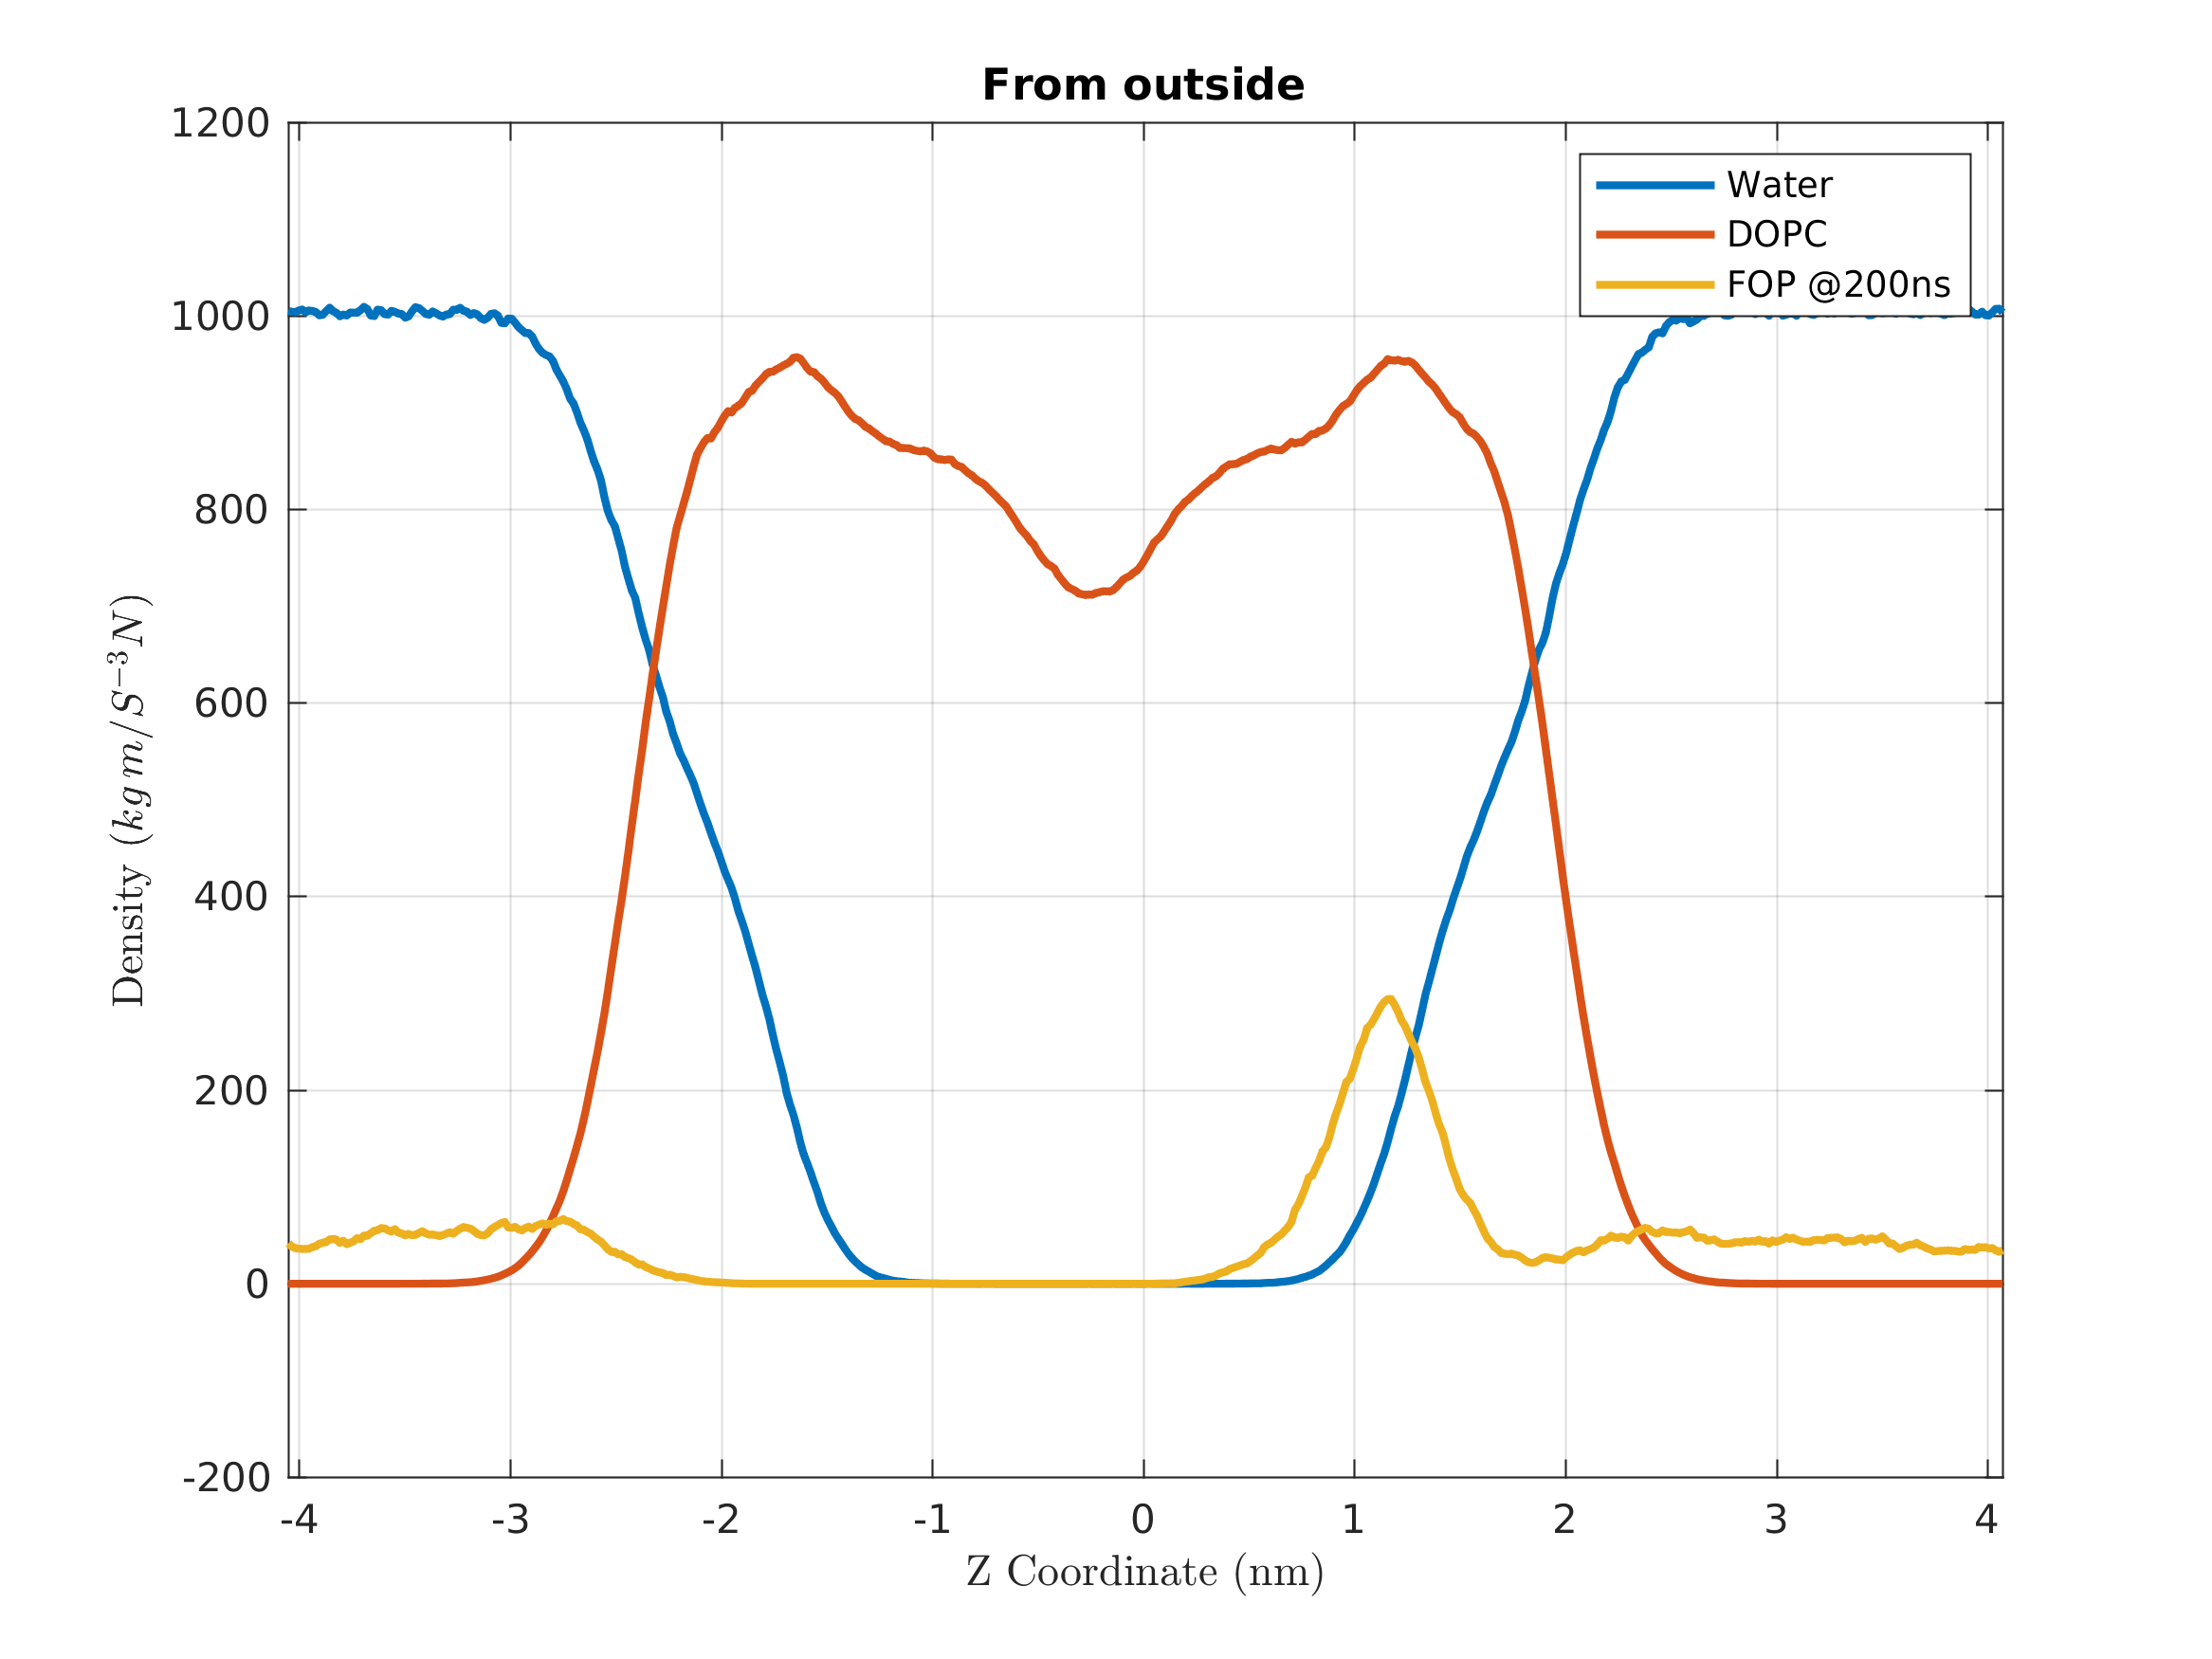 From outside
1200
1000
800
600
400
200
0
-200
Density (kgm/S−3N)
Water
DOPC
FOP @200ns
-4 -3 -2 -1 0 1 2 3 4
Z Coordinate (nm)